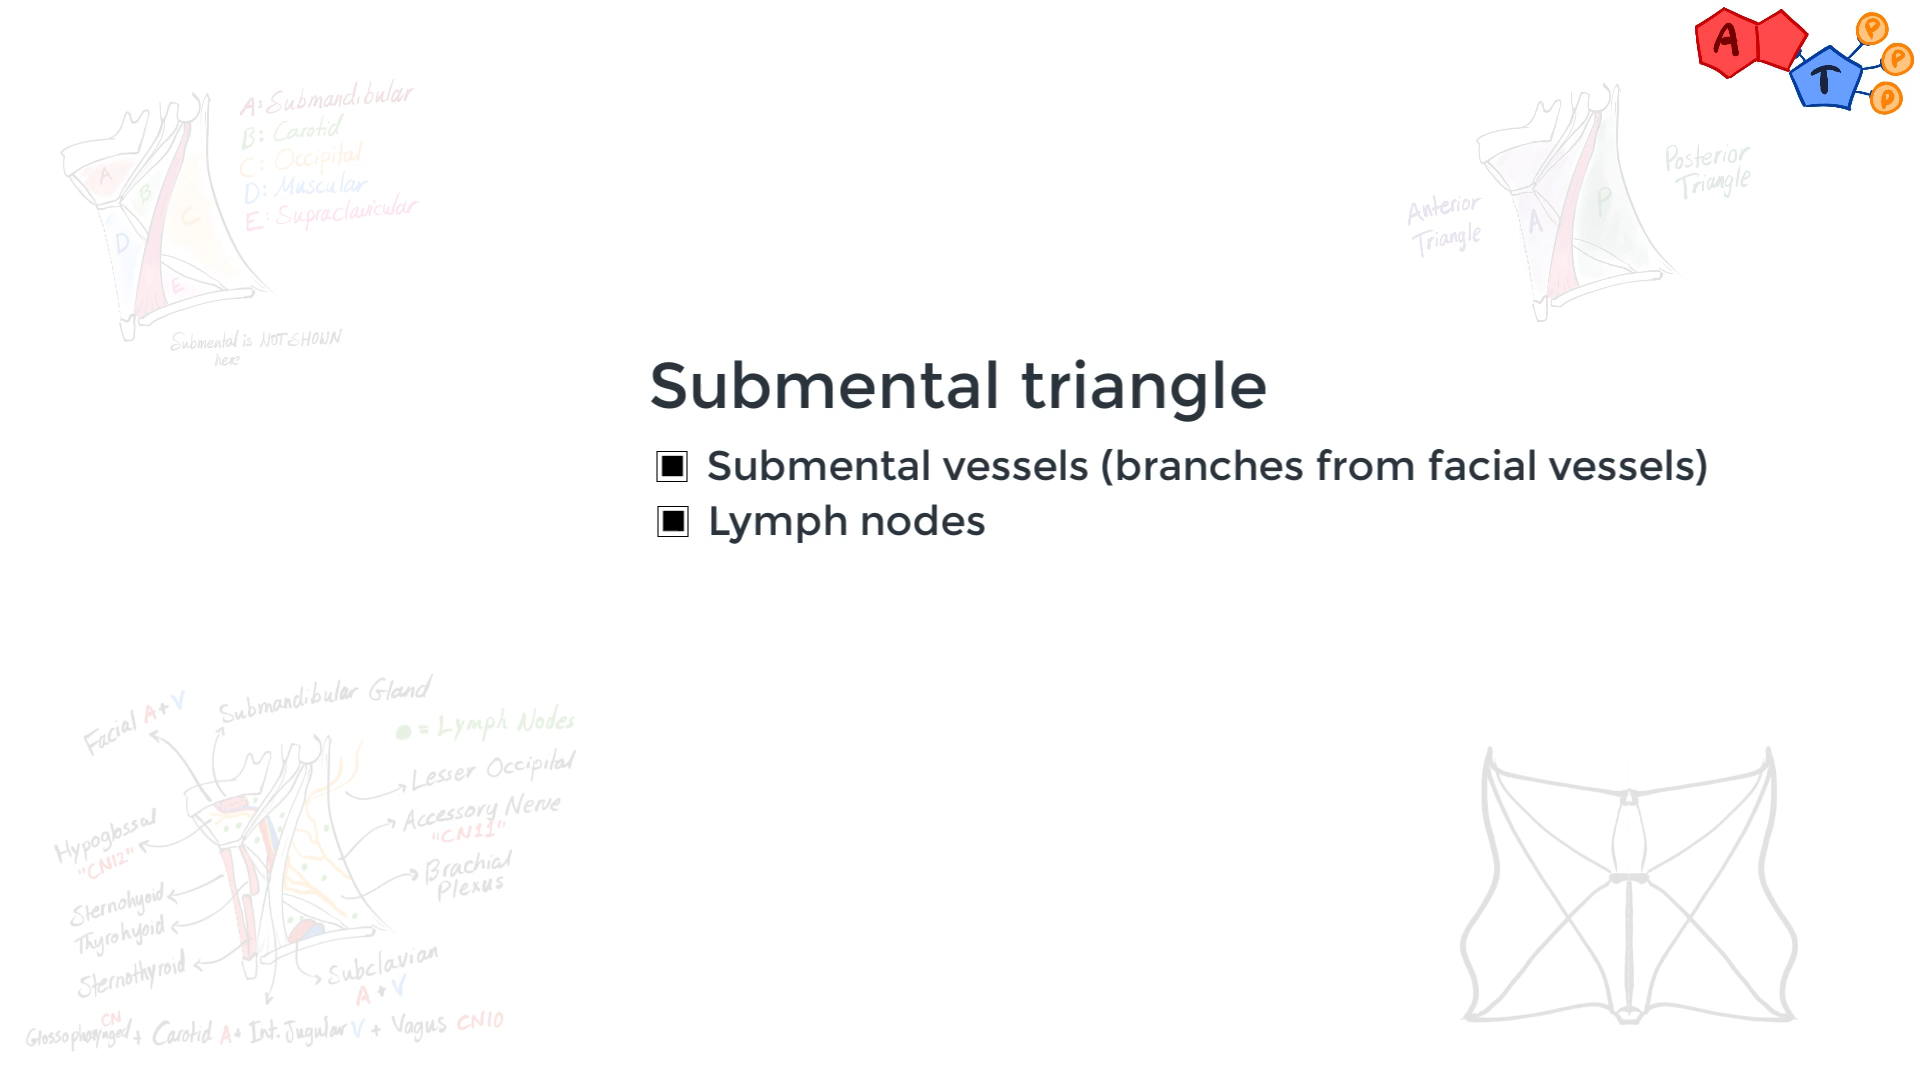 A
T
P
P
P
A: Submandibular
B: Carotid
C: Occipital
D: Muscular
E: Supraclavicular
A
B
C
D
E
Submental is NOT SHOWN
here
Posterior
Triangle
Anterior
Triangle
A
P
Submental triangle
Submental vessels (branches from facial vessels)
Lymph nodes
Facial A + V
Submandibular Gland
= Lymph Nodes
Lesser Occipital
Accessory Nerve
"CN11"
Brachial
Plexus
Hypoglossal
"CN12"
Sternohyoid
Thyrohyoid
Sternothyroid
Subclavian
A + V
CN
Glossopharyngeal + Carotid A + Int. Jugular V + Vagus CN10